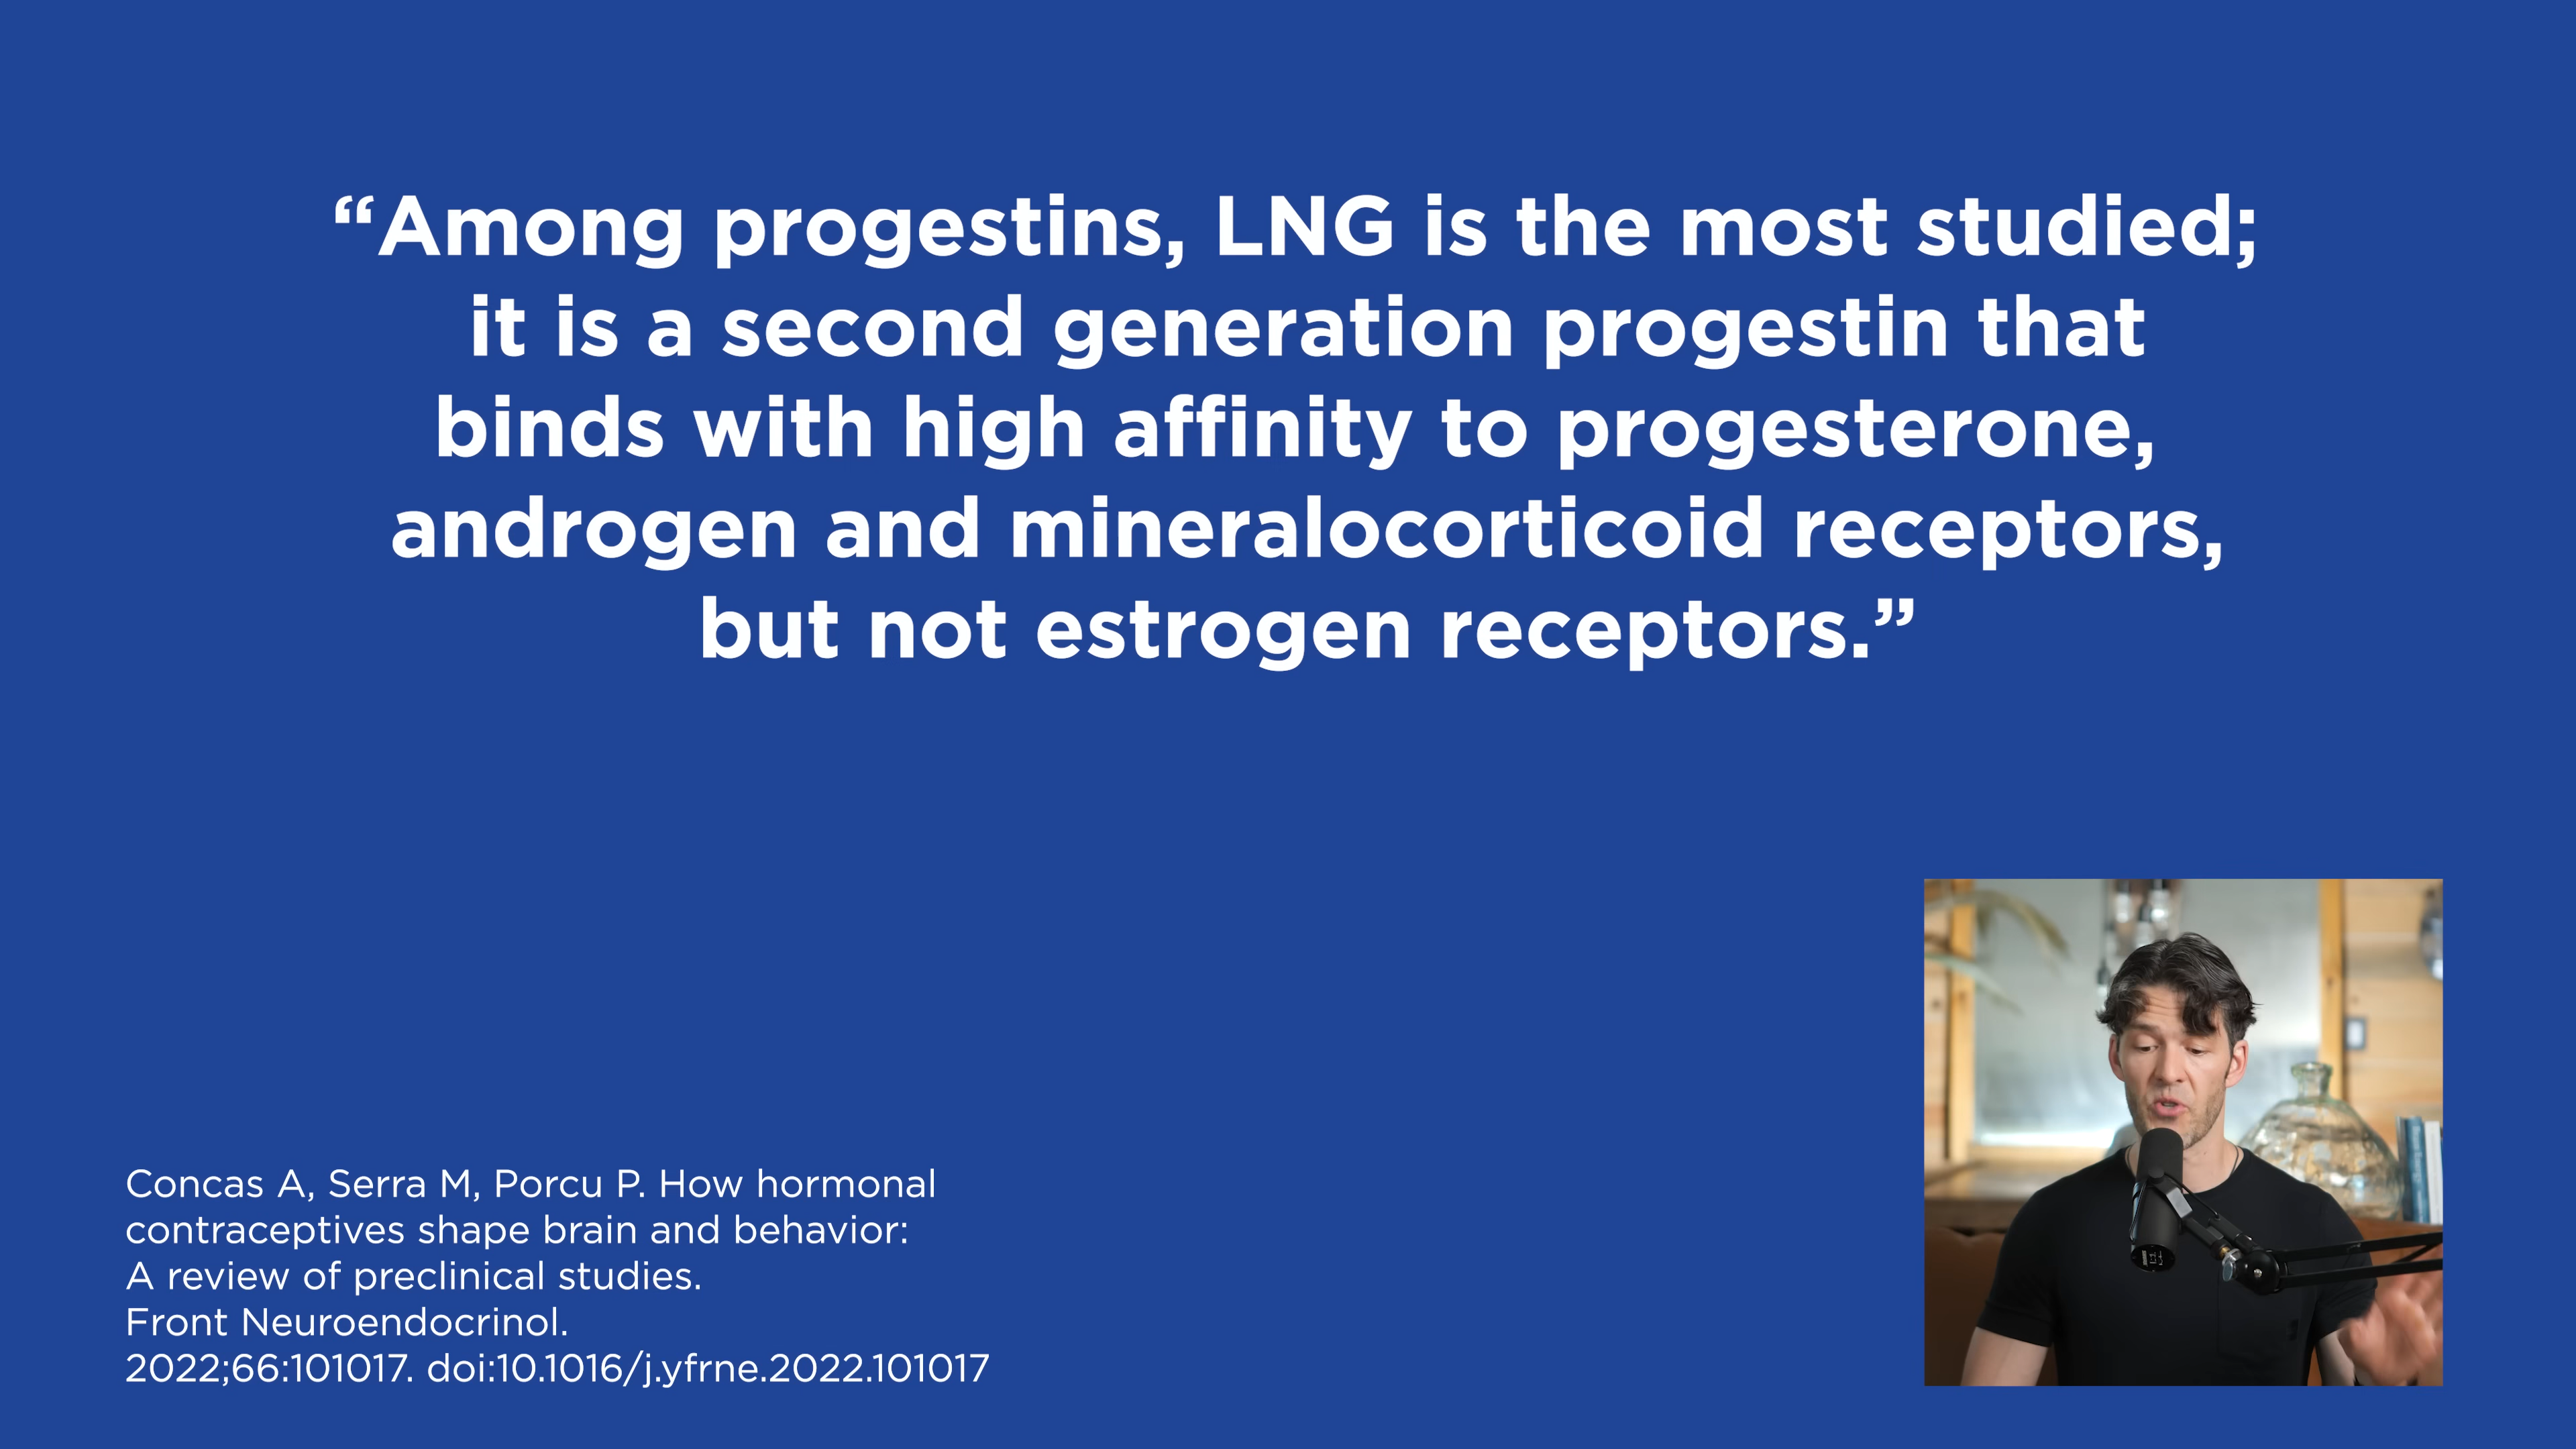 “Among progestins, LNG is the most studied;
it is a second generation progestin that
binds with high affinity to progesterone,
androgen and mineralocorticoid receptors,
but not estrogen receptors.”
Concas A, Serra M, Porcu P. How hormonal
contraceptives shape brain and behavior:
A review of preclinical studies.
Front Neuroendocrinol.
2022;66:101017. doi:10.1016/j.yfrne.2022.101017